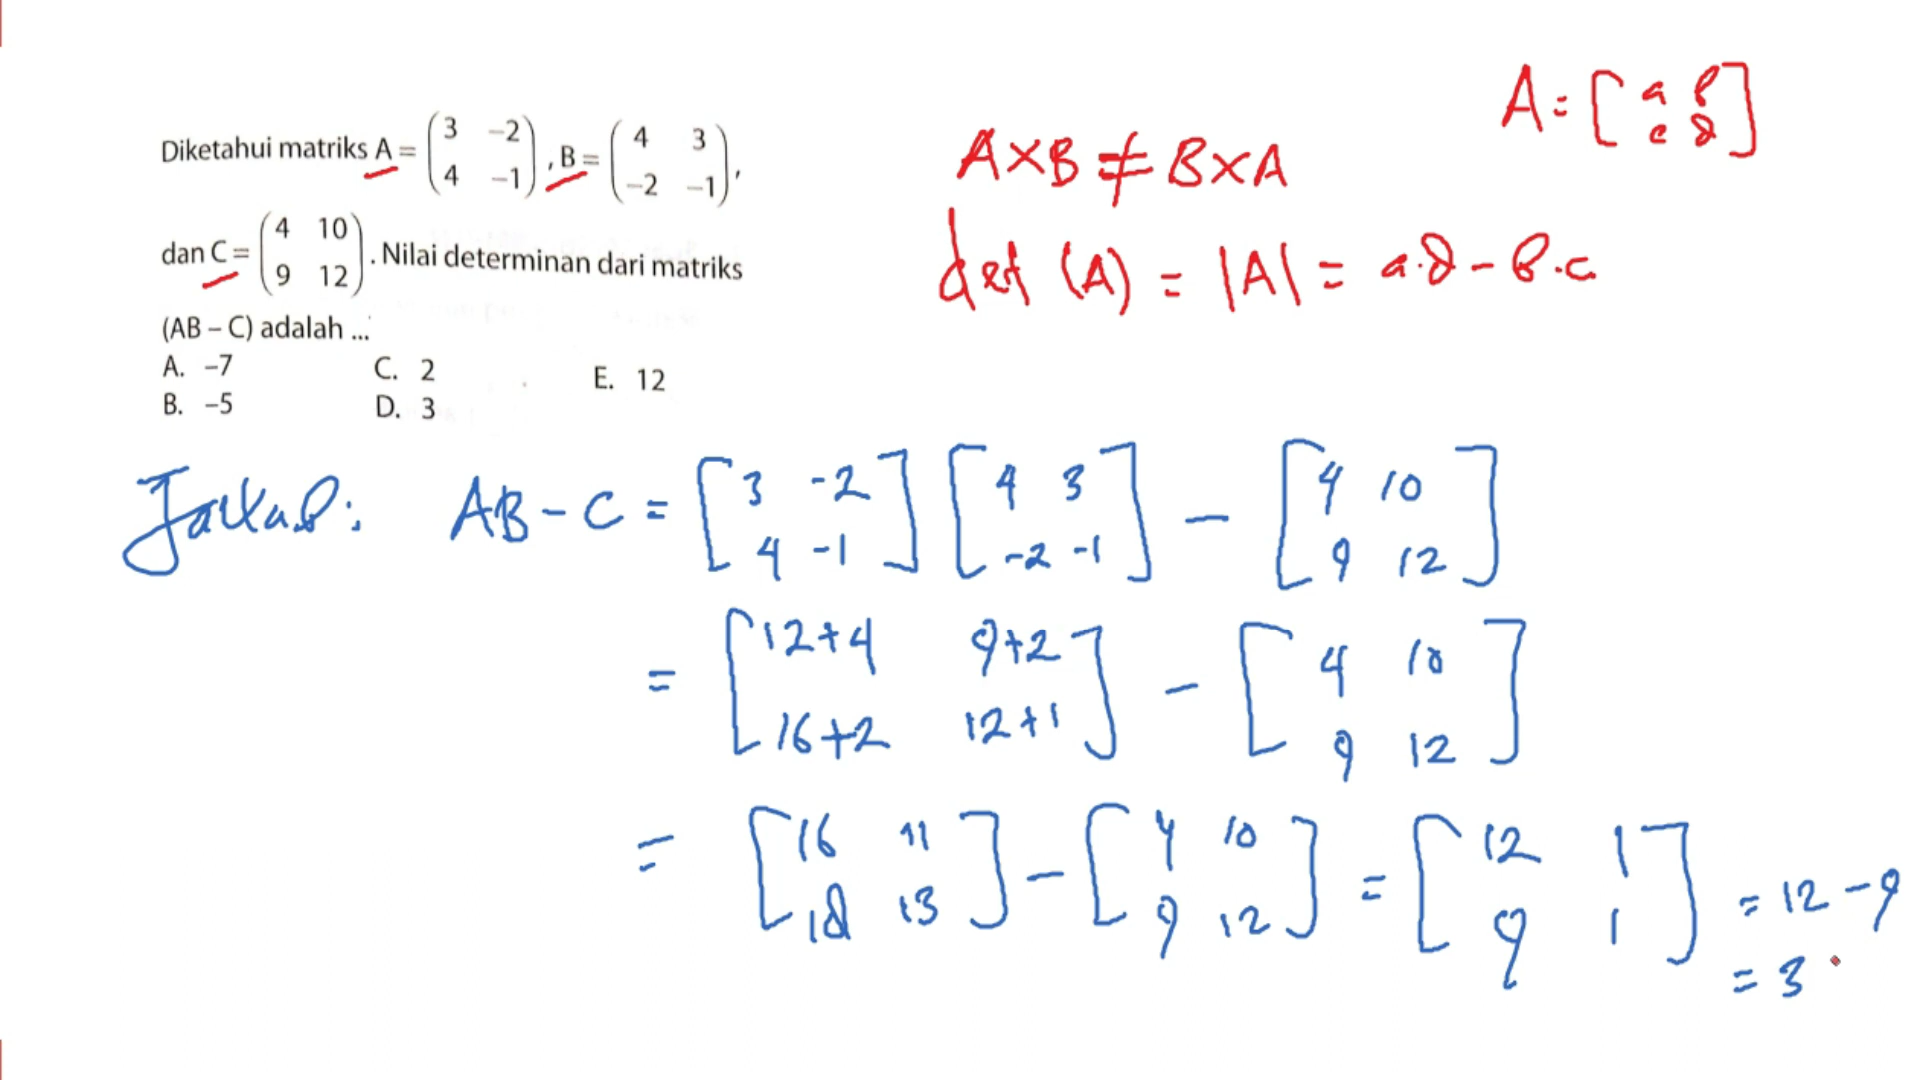 Diketahui matriks A = (3 -2 4 -1), B = (4 3 -2 -1),
dan C = (4 10 9 12). Nilai determinan dari matriks
(AB – C) adalah ...
A. –7 C. 2 E. 12
B. –5 D. 3
A = [a b c d]
A×B ≠ B×A
det (A) = |A| = a.d - b.c
Jawab: AB - C = [3 -2 4 -1] [4 3 -2 -1] - [4 10 9 12]
= [12+4 9+2 16+2 12+1] - [4 10 9 12]
= [16 11 18 13] - [4 10 9 12] = [12 1 9 1] = 12 - 9
= 3